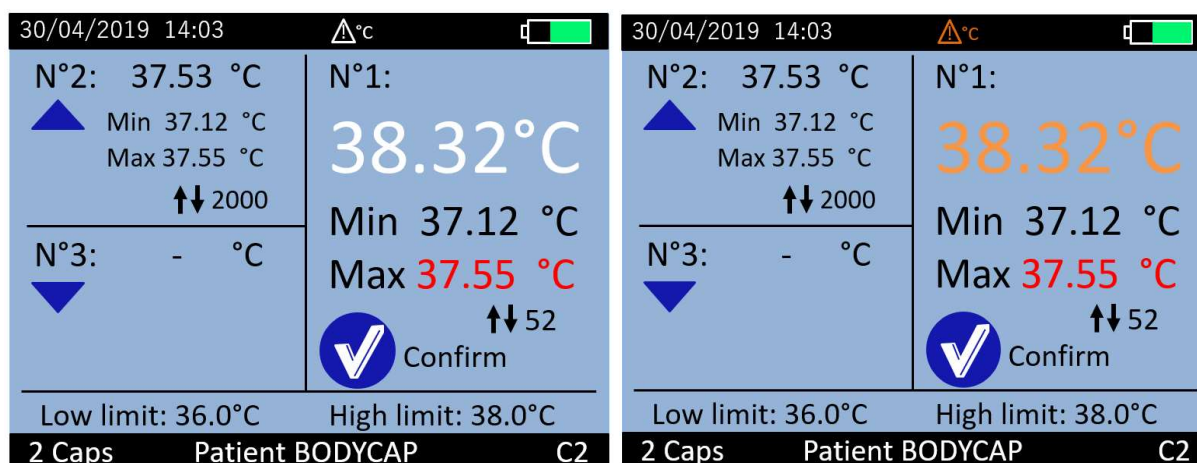 30/04/2019 14:03 ⚠°C
N°2: 37.53 °C
Min 37.12 °C
Max 37.55 °C
2000
N°3: - °C
N°1:
38.32°C
Min 37.12 °C
Max 37.55 °C
52
Confirm
Low limit: 36.0°C High limit: 38.0°C
2 Caps Patient BODYCAP C2
30/04/2019 14:03 ⚠°C
N°2: 37.53 °C
Min 37.12 °C
Max 37.55 °C
2000
N°3: - °C
N°1:
38.32°C
Min 37.12 °C
Max 37.55 °C
52
Confirm
Low limit: 36.0°C High limit: 38.0°C
2 Caps Patient BODYCAP C2